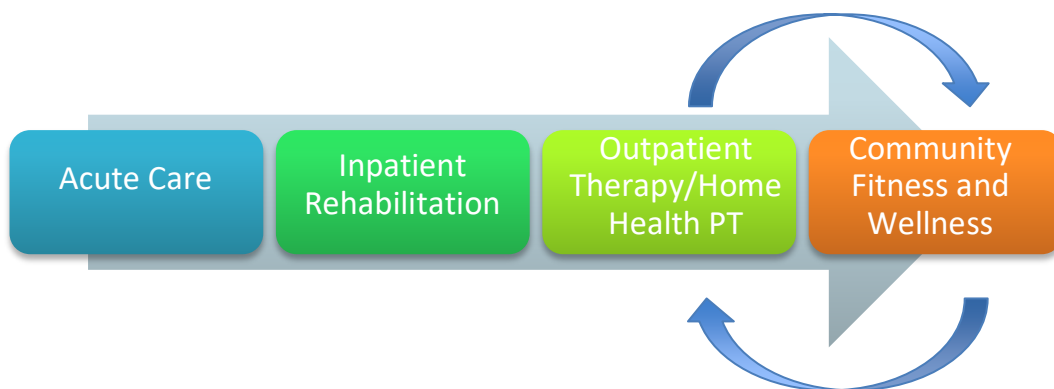 Acute Care
Inpatient
Rehabilitation
Outpatient
Therapy/Home
Health PT
Community
Fitness and
Wellness